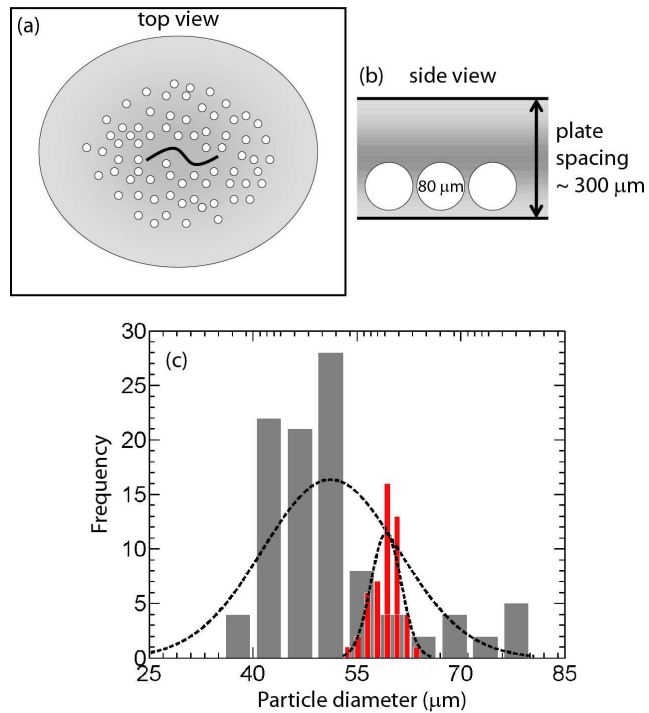 (a)
top view
(b) side view
80 μm
plate
spacing
~ 300 μm
(c)
Frequency
30
25
20
15
10
5
0
25 40 55 70 85
Particle diameter (μm)